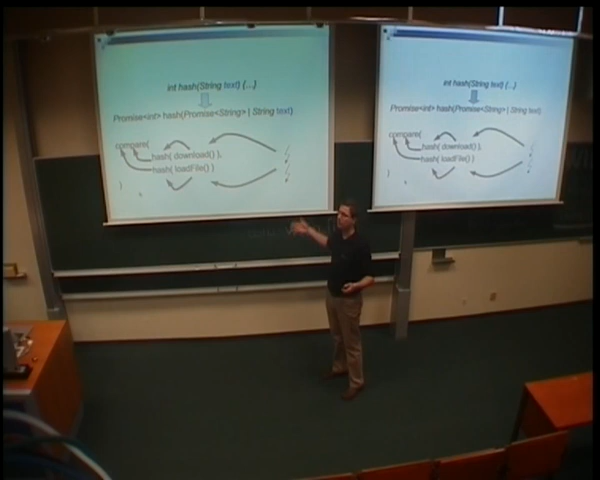 int hash(String text) {…}
Promise<int> hash(Promise<String> | String text)
compare(
hash( download() ),
hash( loadFile() )
)
int hash(String text) {…}
Promise<int> hash(Promise<String> | String text)
compare(
hash( download() ),
hash( loadFile() )
)